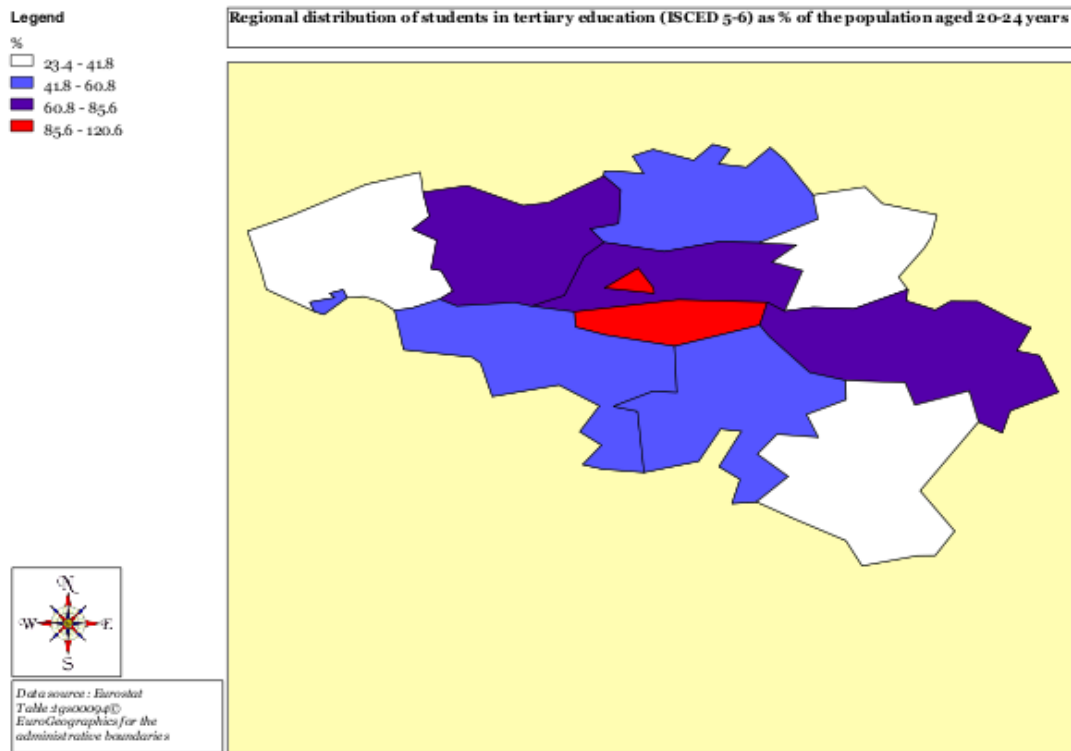 Legend
Regional distribution of students in tertiary education (ISCED 5-6) as % of the population aged 20-24 years
%
23.4 - 41.8
41.8 - 60.8
60.8 - 85.6
85.6 - 120.6
N
W E
S
Data source : Eurostat
Table :tgs00094©
EuroGeographics for the
administrative boundaries